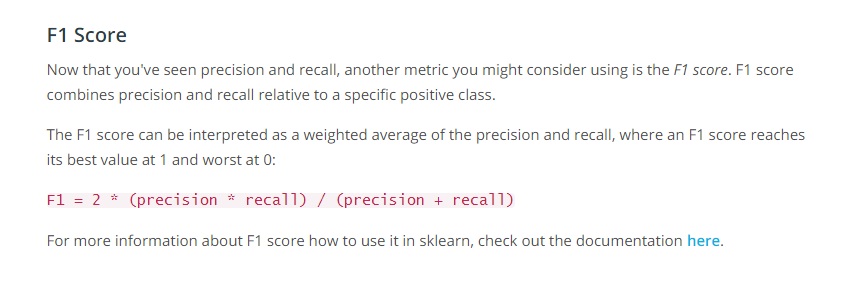 F1 Score
Now that you've seen precision and recall, another metric you might consider using is the F1 score. F1 score
combines precision and recall relative to a specific positive class.
The F1 score can be interpreted as a weighted average of the precision and recall, where an F1 score reaches
its best value at 1 and worst at 0:
F1 = 2 * (precision * recall) / (precision + recall)
For more information about F1 score how to use it in sklearn, check out the documentation here.